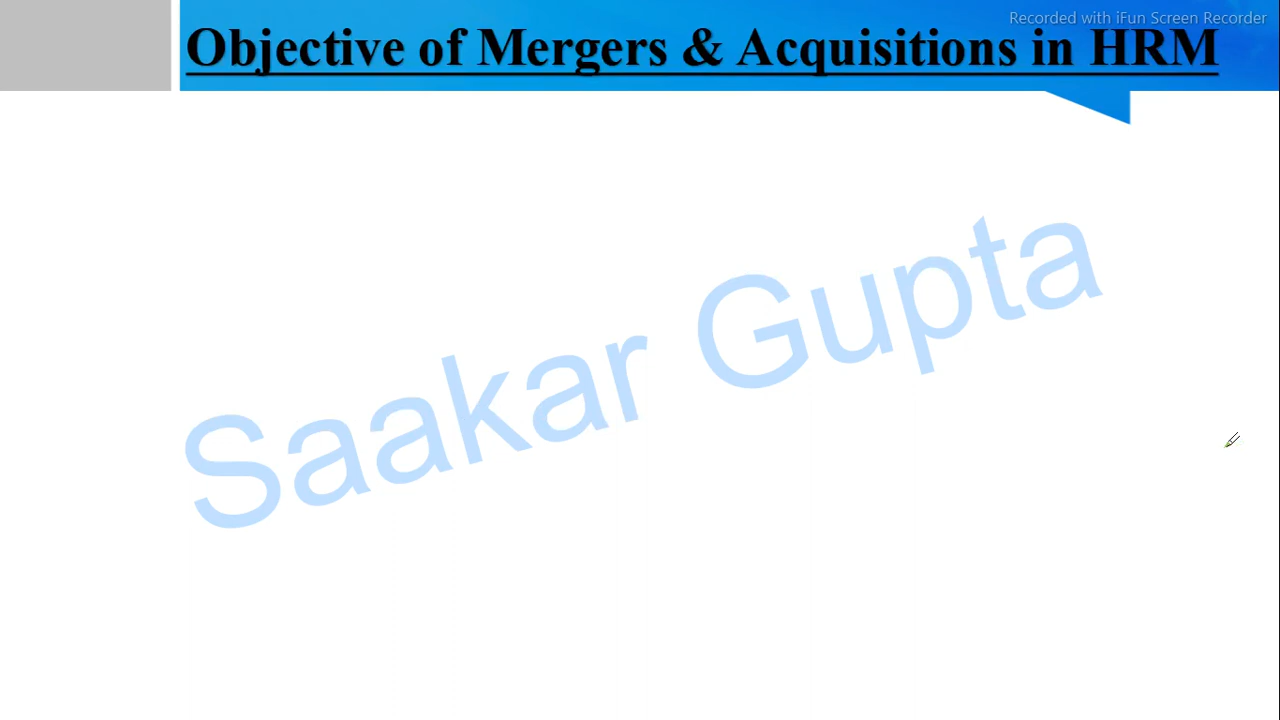 Recorded with iFun Screen Recorder
Objective of Mergers & Acquisitions in HRM
Saakar Gupta